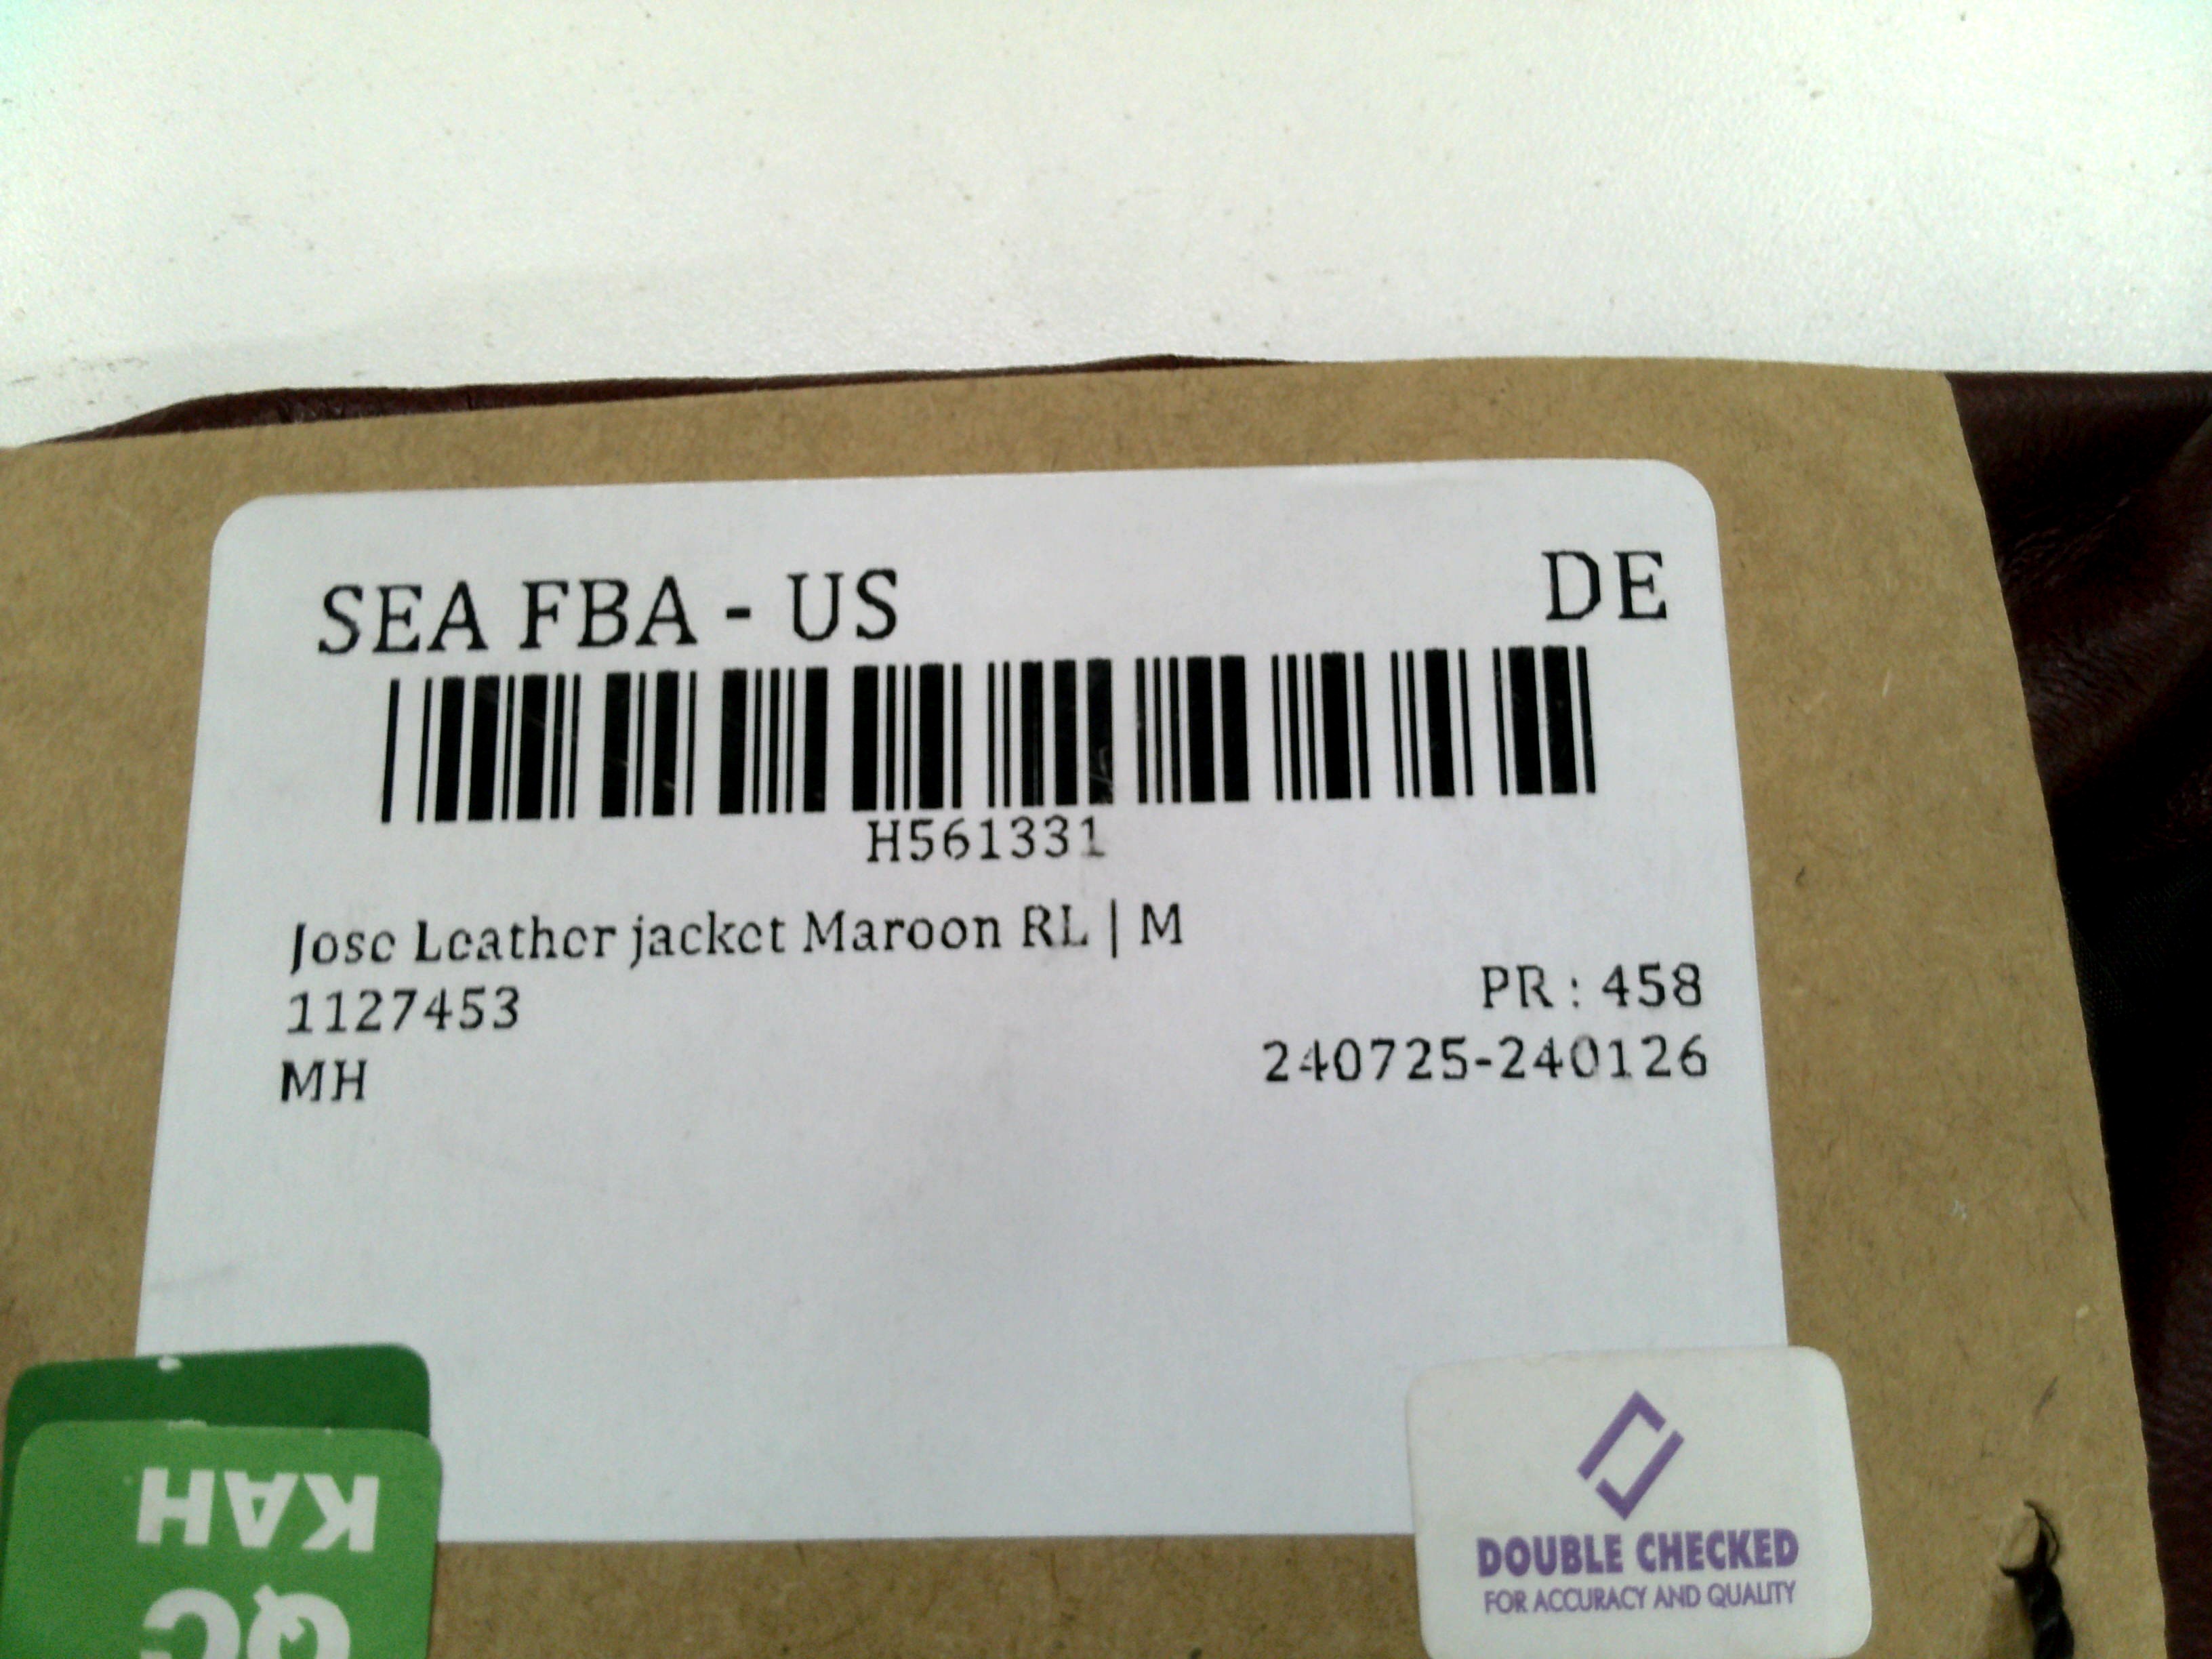 SEA FBA - US
DE
H561331
Jose Leather jacket Maroon RL | M
1127453
PR : 458
MH
240725-240126
QC
KAH
DOUBLE CHECKED
FOR ACCURACY AND QUALITY